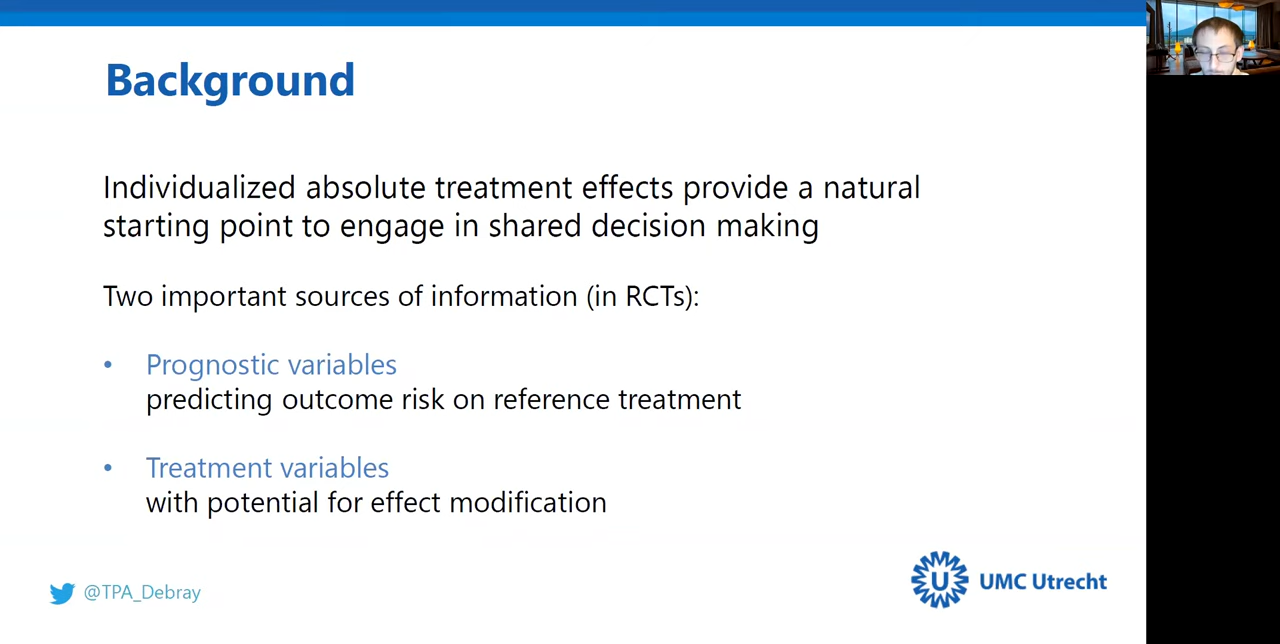 Background
Individualized absolute treatment effects provide a natural
starting point to engage in shared decision making
Two important sources of information (in RCTs):
• Prognostic variables
predicting outcome risk on reference treatment
• Treatment variables
with potential for effect modification
@TPA_Debray
U UMC Utrecht